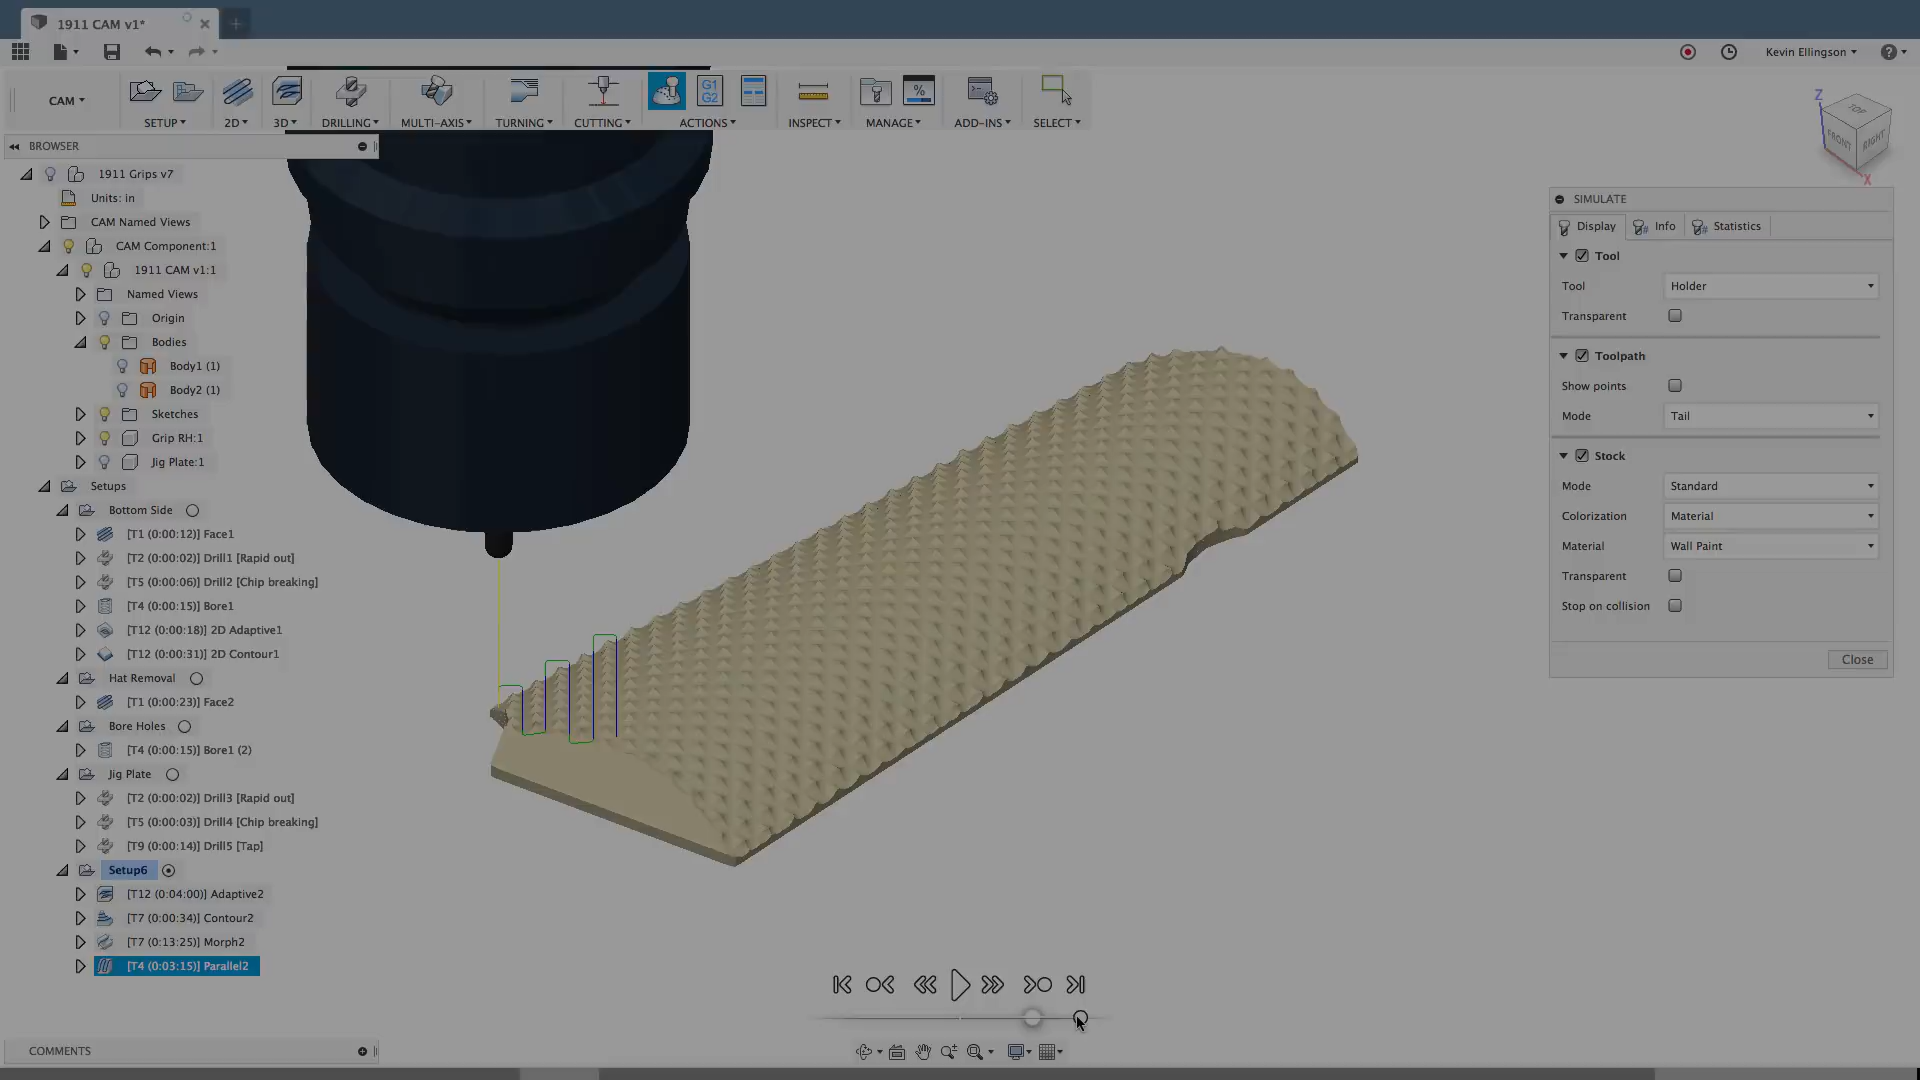 1911 CAM v1*
Kevin Ellingson
CAM
SETUP
2D
3D
DRILLING
MULTI-AXIS
TURNING
CUTTING
G1
G2
ACTIONS
INSPECT
%
MANAGE
ADD-INS
SELECT
BROWSER
1911 Grips v7
Units: in
CAM Named Views
CAM Component:1
1911 CAM v1:1
Named Views
Origin
Bodies
Body1 (1)
Body2 (1)
Sketches
Grip RH:1
Jig Plate:1
Setups
Bottom Side
[T1 (0:00:12)] Face1
[T2 (0:00:02)] Drill1 [Rapid out]
[T5 (0:00:06)] Drill2 [Chip breaking]
[T4 (0:00:15)] Bore1
[T12 (0:00:18)] 2D Adaptive1
[T12 (0:00:31)] 2D Contour1
Hat Removal
[T1 (0:00:23)] Face2
Bore Holes
[T4 (0:00:15)] Bore1 (2)
Jig Plate
[T2 (0:00:02)] Drill3 [Rapid out]
[T5 (0:00:03)] Drill4 [Chip breaking]
[T9 (0:00:14)] Drill5 [Tap]
Setup6
[T12 (0:04:00)] Adaptive2
[T7 (0:00:34)] Contour2
[T7 (0:13:25)] Morph2
[T4 (0:03:15)] Parallel2
COMMENTS
Z
TOP
FRONT
RIGHT
X
SIMULATE
Display
Info
Statistics
Tool
Tool Holder
Transparent
Toolpath
Show points
Mode Tail
Stock
Mode Standard
Colorization Material
Material Wall Paint
Transparent
Stop on collision
Close